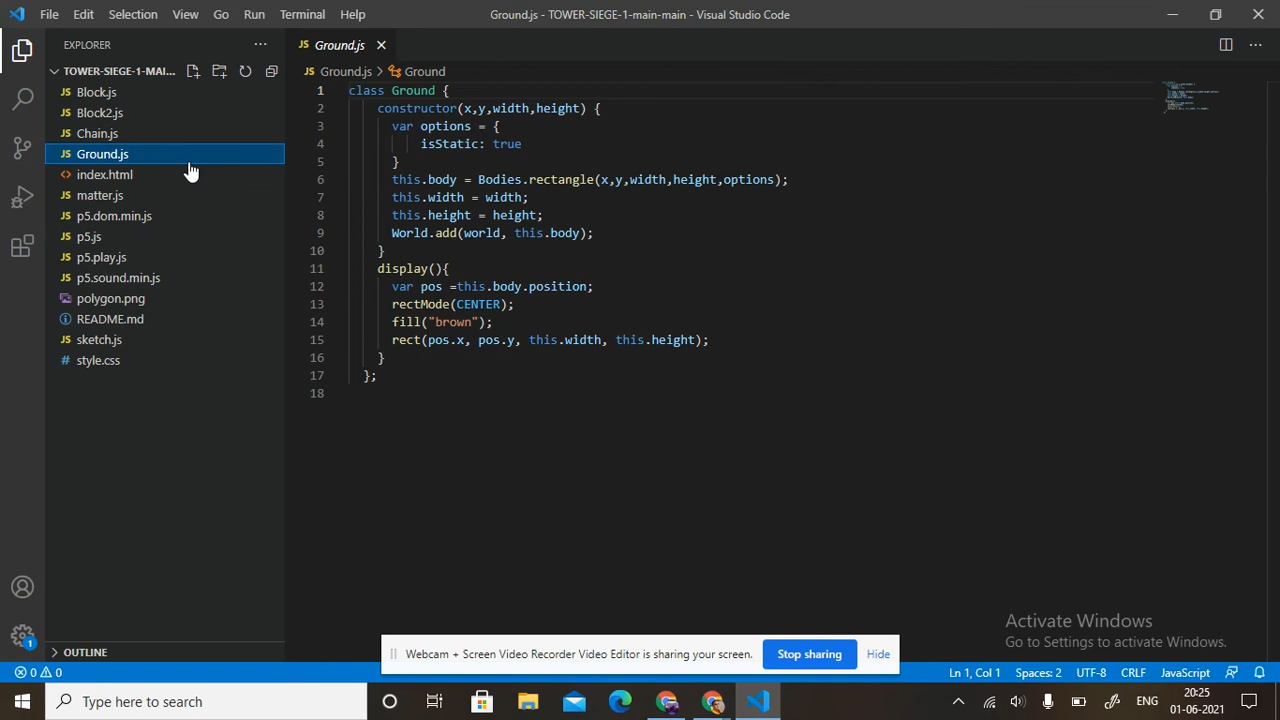 File Edit Selection View Go Run Terminal Help Ground.js - TOWER-SIEGE-1-main-main - Visual Studio Code
EXPLORER
TOWER-SIEGE-1-MAI...
Block.js
Block2.js
Chain.js
Ground.js
index.html
matter.js
p5.dom.min.js
p5.js
p5.play.js
p5.sound.min.js
polygon.png
README.md
sketch.js
style.css
OUTLINE
JS Ground.js
JS Ground.js > Ground
1 class Ground {
2 constructor(x,y,width,height) {
3 var options = {
4 isStatic: true
5 }
6 this.body = Bodies.rectangle(x,y,width,height,options);
7 this.width = width;
8 this.height = height;
9 World.add(world, this.body);
10 }
11 display(){
12 var pos =this.body.position;
13 rectMode(CENTER);
14 fill("brown");
15 rect(pos.x, pos.y, this.width, this.height);
16 }
17 };
18
Activate Windows
Go to Settings to activate Windows.
Webcam + Screen Video Recorder Video Editor is sharing your screen. Stop sharing Hide
1
0 0 Ln 1, Col 1 Spaces: 2 UTF-8 CRLF JavaScript
Type here to search
ENG 20:25
01-06-2021